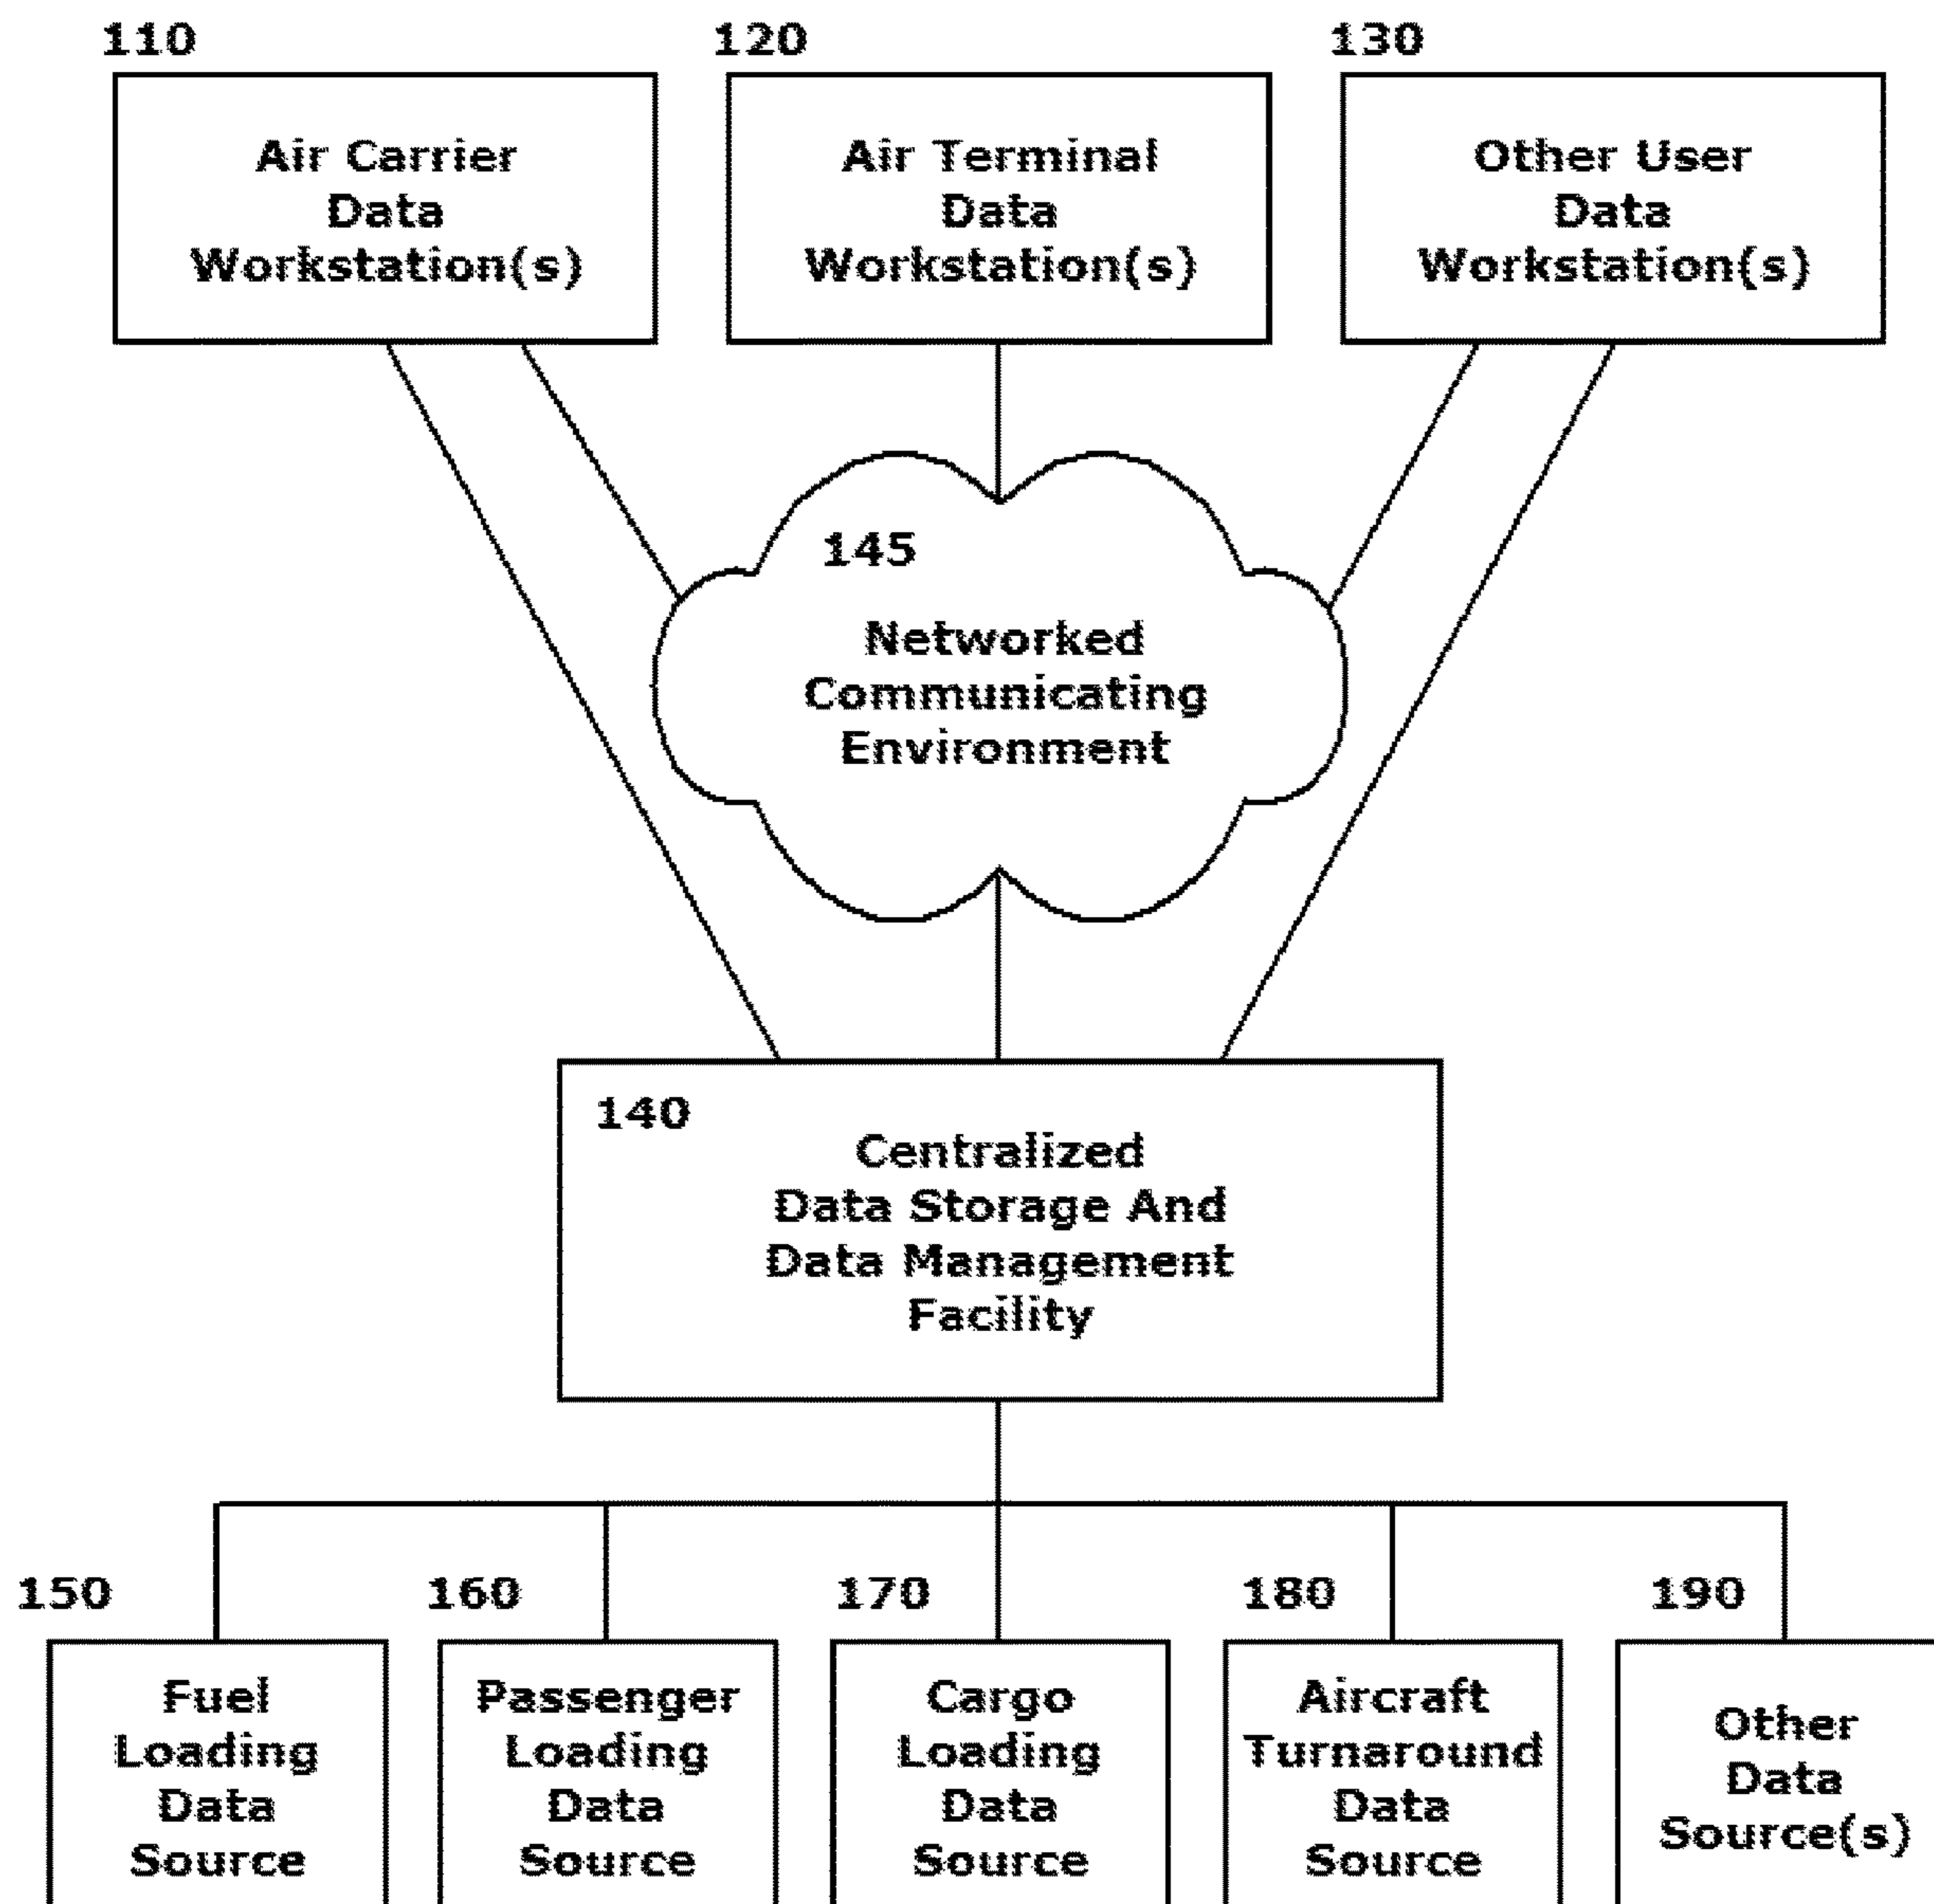 110
Air Carrier
Data
Workstation(s)
120
Air Terminal
Data
Workstation(s)
130
Other User
Data
Workstation(s)
145
Networked
Communicating
Environment
140
Centralized
Data Storage And
Data Management
Facility
150
Fuel
Loading
Data
Source
160
Passenger
Loading
Data
Source
170
Cargo
Loading
Data
Source
180
Aircraft
Turnaround
Data
Source
190
Other
Data
Source(s)